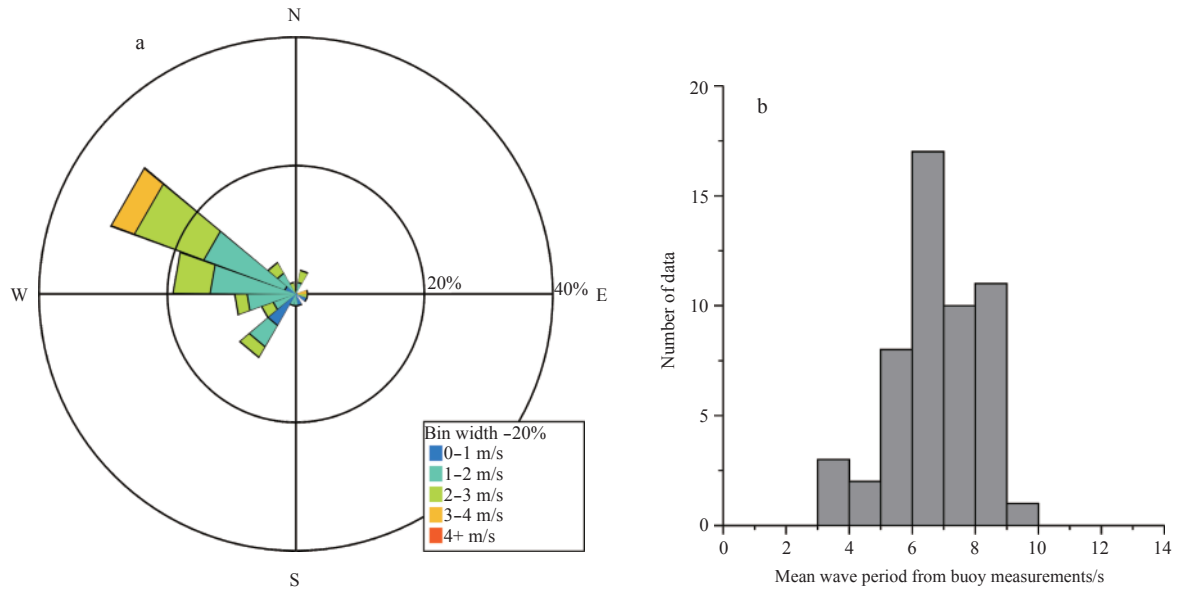 a
N
W
E
S
20%
40%
Bin width −20%
0−1 m/s
1−2 m/s
2−3 m/s
3−4 m/s
4+ m/s
b
Number of data
20
15
10
5
0
0 2 4 6 8 10 12 14
Mean wave period from buoy measurements/s